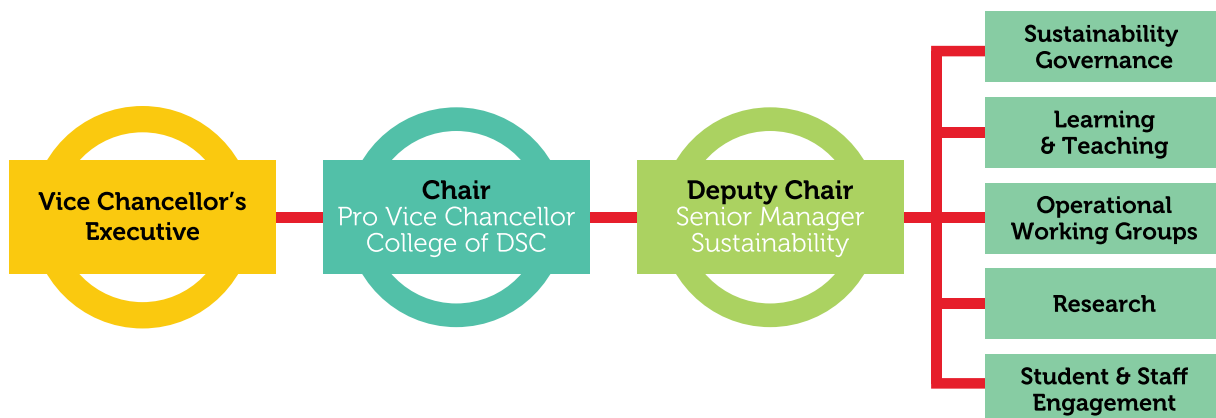 Vice Chancellor's
Executive
Chair
Pro Vice Chancellor
College of DSC
Deputy Chair
Senior Manager
Sustainability
Sustainability
Governance
Learning
& Teaching
Operational
Working Groups
Research
Student & Staff
Engagement